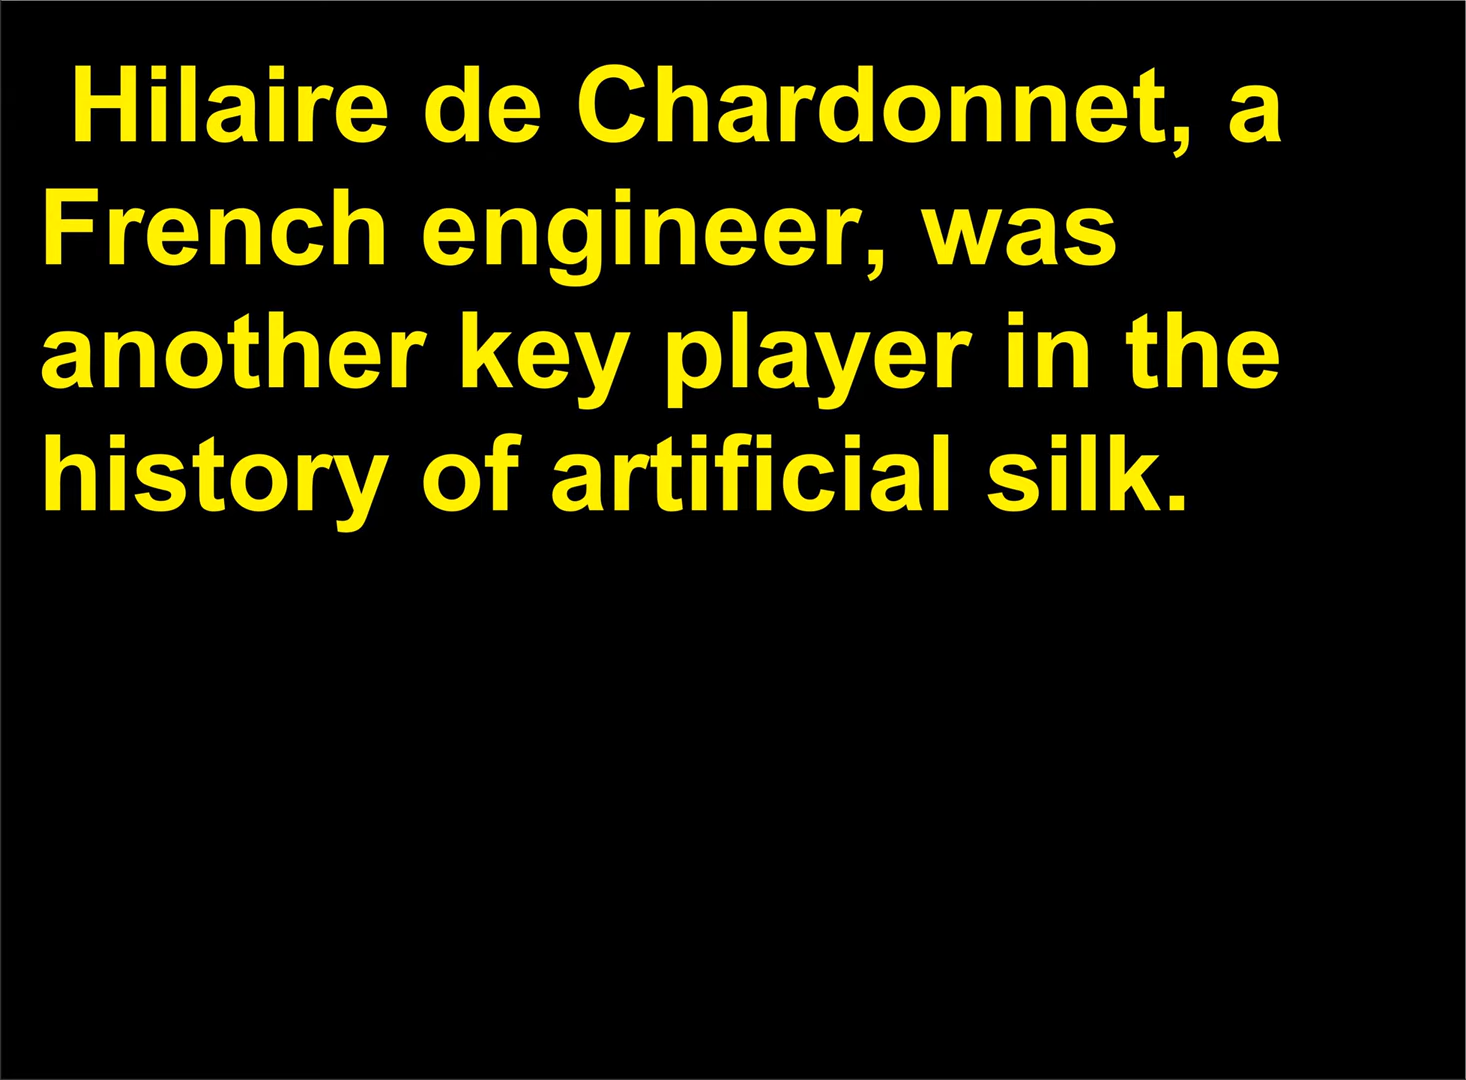 Hilaire de Chardonnet, a
French engineer, was
another key player in the
history of artificial silk.